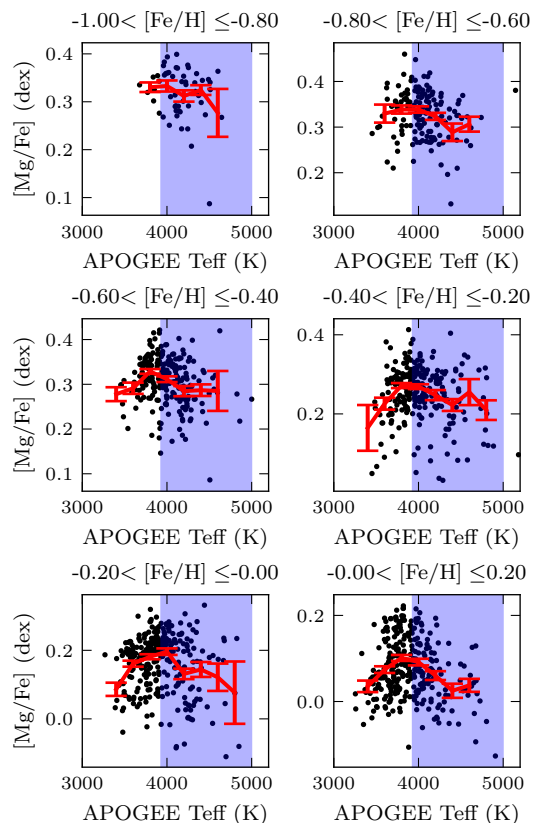 -1.00< [Fe/H] ≤-0.80
-0.80< [Fe/H] ≤-0.60
[Mg/Fe] (dex)
0.4
0.3
0.2
0.1
0.4
0.3
0.2
3000 4000 5000
3000 4000 5000
APOGEE Teff (K)
APOGEE Teff (K)
-0.60< [Fe/H] ≤-0.40
-0.40< [Fe/H] ≤-0.20
[Mg/Fe] (dex)
0.4
0.3
0.2
0.1
0.4
0.2
3000 4000 5000
3000 4000 5000
APOGEE Teff (K)
APOGEE Teff (K)
-0.20< [Fe/H] ≤-0.00
-0.00< [Fe/H] ≤0.20
[Mg/Fe] (dex)
0.2
0.0
0.2
0.0
3000 4000 5000
3000 4000 5000
APOGEE Teff (K)
APOGEE Teff (K)